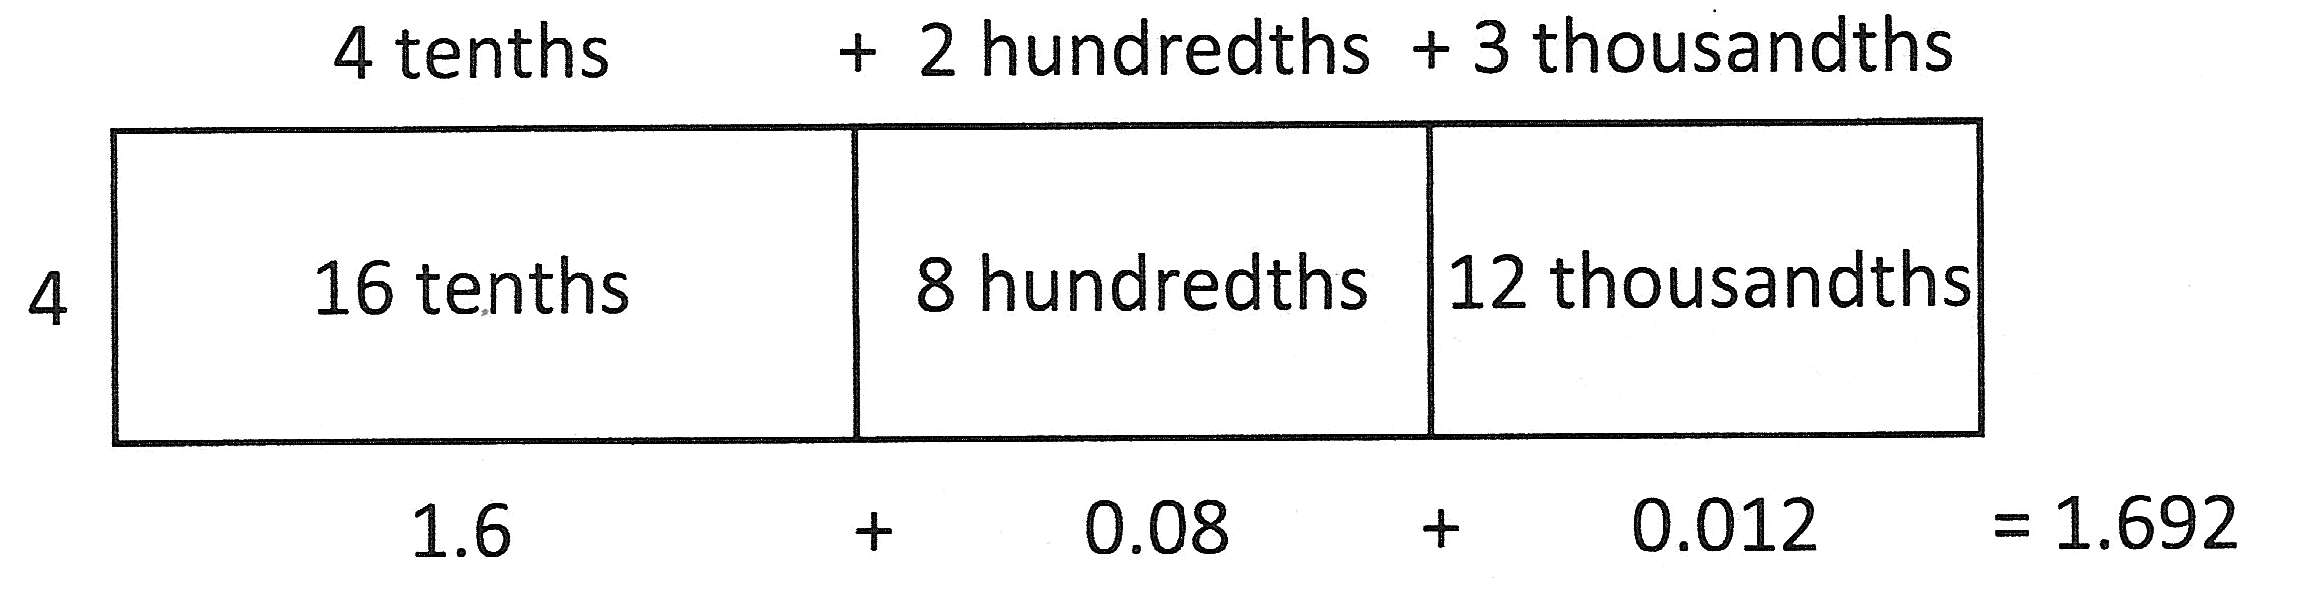 4 tenths + 2 hundredths + 3 thousandths
4 16 tenths 8 hundredths 12 thousandths
1.6 + 0.08 + 0.012 = 1.692